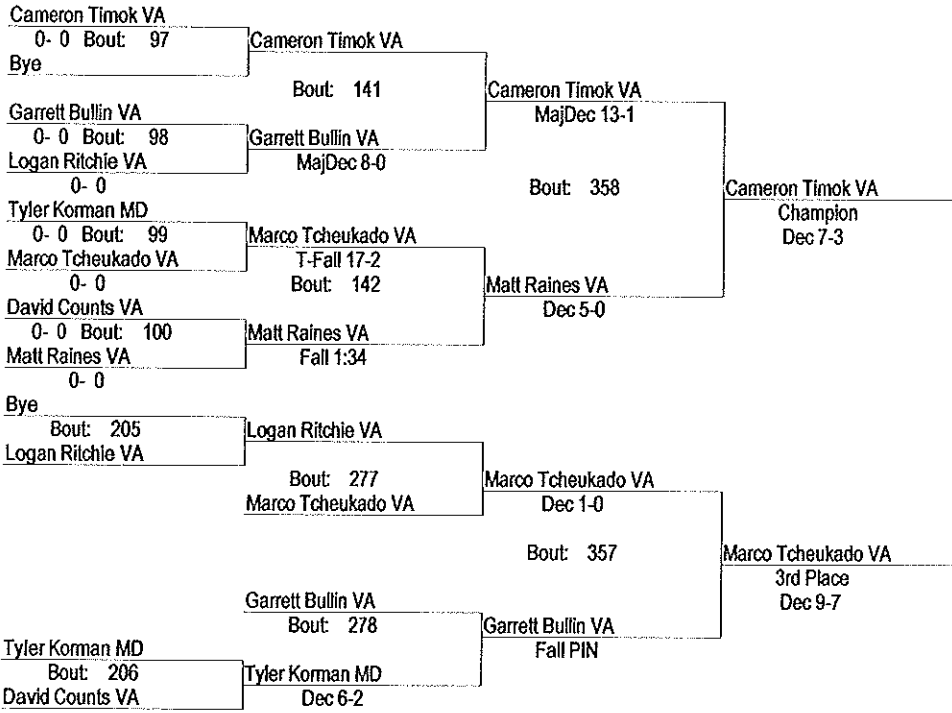 Cameron Timok VA
0- 0 Bout: 97
Bye
Cameron Timok VA
Bout: 141
Garrett Bullin VA
0- 0 Bout: 98
Logan Ritchie VA
0- 0
Garrett Bullin VA
MajDec 8-0
Cameron Timok VA
MajDec 13-1
Bout: 358
Tyler Korman MD
0- 0 Bout: 99
Marco Tcheukado VA
0- 0
Marco Tcheukado VA
T-Fall 17-2
Bout: 142
David Counts VA
0- 0 Bout: 100
Matt Raines VA
0- 0
Matt Raines VA
Fall 1:34
Matt Raines VA
Dec 5-0
Cameron Timok VA
Champion
Dec 7-3
Bye
Bout: 205
Logan Ritchie VA
Logan Ritchie VA
Bout: 277
Marco Tcheukado VA
Marco Tcheukado VA
Dec 1-0
Bout: 357
Garrett Bullin VA
Bout: 278
Tyler Korman MD
Bout: 206
David Counts VA
Tyler Korman MD
Dec 6-2
Garrett Bullin VA
Fall PIN
Marco Tcheukado VA
3rd Place
Dec 9-7